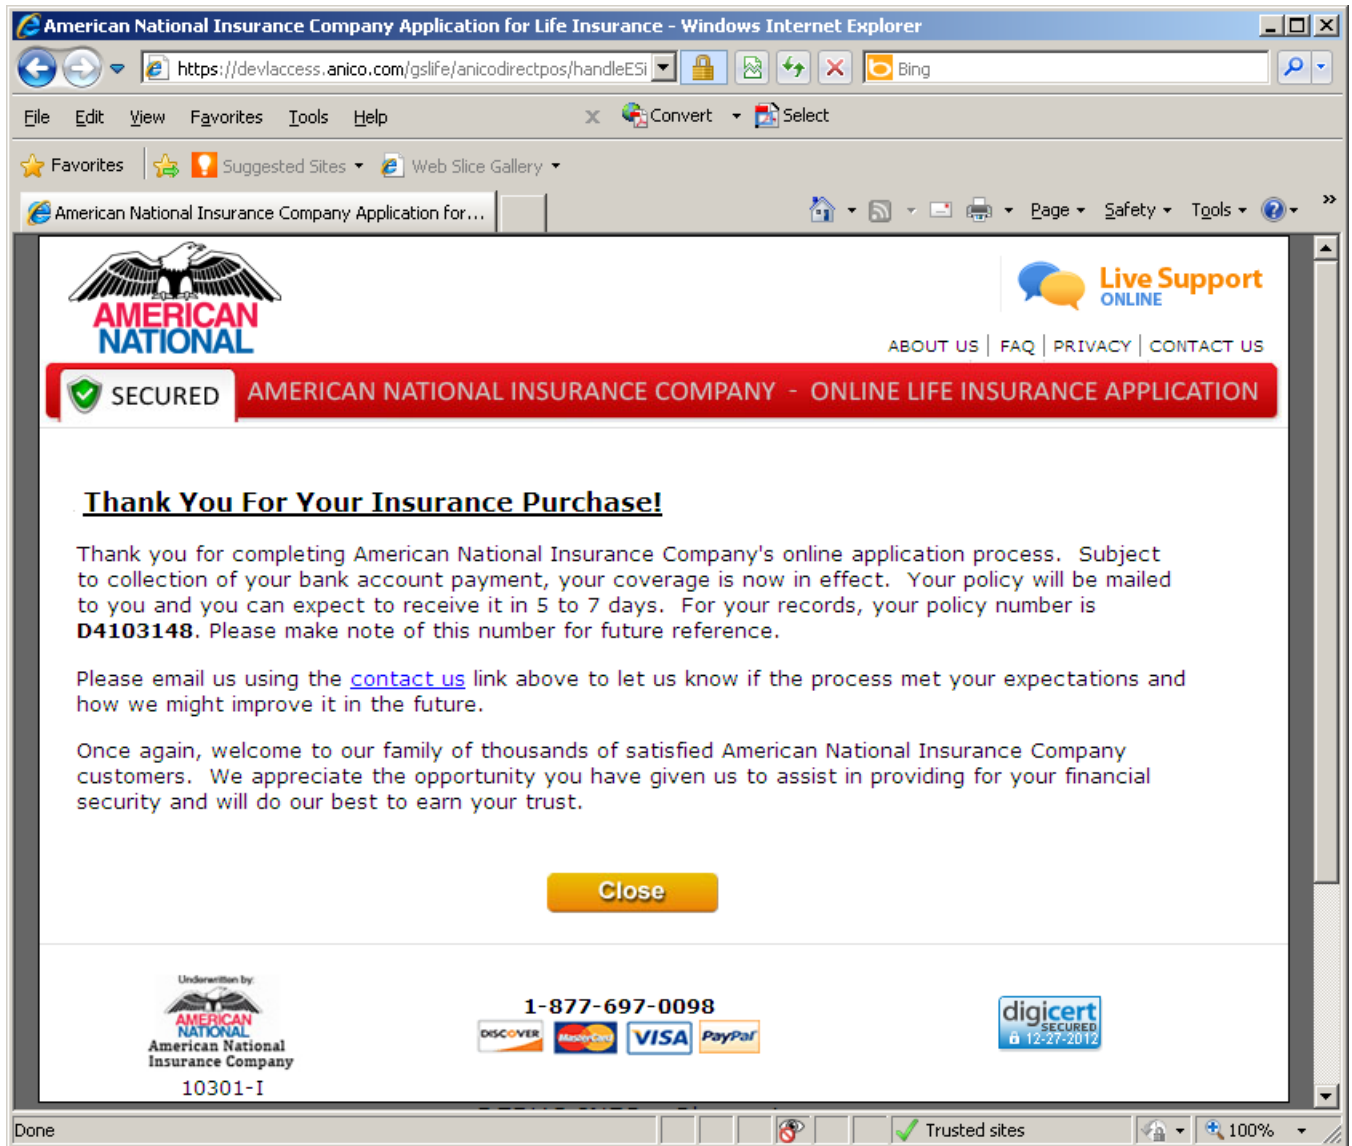 American National Insurance Company Application for Life Insurance - Windows Internet Explorer
https://devlaccess.anico.com/gslife/anicodirectpos/handleESi
Bing
File Edit View Favorites Tools Help
x Convert Select
Favorites Suggested Sites Web Slice Gallery
American National Insurance Company Application for...
Page Safety Tools
AMERICAN
NATIONAL
Live Support
ONLINE
ABOUT US | FAQ | PRIVACY | CONTACT US
SECURED AMERICAN NATIONAL INSURANCE COMPANY - ONLINE LIFE INSURANCE APPLICATION
Thank You For Your Insurance Purchase!
Thank you for completing American National Insurance Company's online application process. Subject
to collection of your bank account payment, your coverage is now in effect. Your policy will be mailed
to you and you can expect to receive it in 5 to 7 days. For your records, your policy number is
D4103148. Please make note of this number for future reference.
Please email us using the contact us link above to let us know if the process met your expectations and
how we might improve it in the future.
Once again, welcome to our family of thousands of satisfied American National Insurance Company
customers. We appreciate the opportunity you have given us to assist in providing for your financial
security and will do our best to earn your trust.
Close
Underwritten by:
AMERICAN
NATIONAL
American National
Insurance Company
10301-I
1-877-697-0098
DISCOVER MasterCard VISA PayPal
digicert
SECURED
12-27-2012
Done Trusted sites 100%